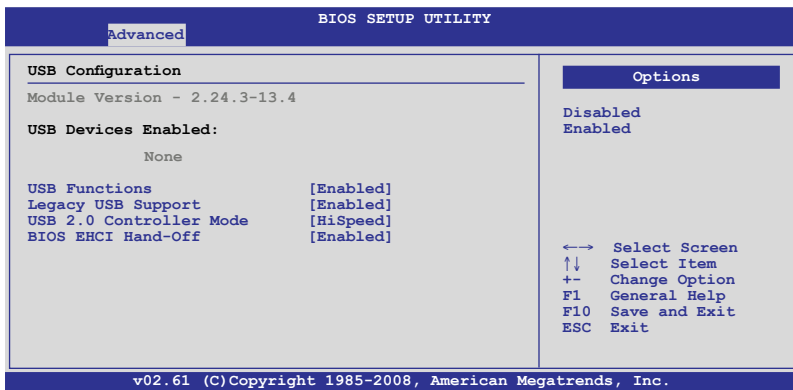 BIOS SETUP UTILITY
Advanced
USB Configuration
Module Version - 2.24.3-13.4
USB Devices Enabled:
None
USB Functions [Enabled]
Legacy USB Support [Enabled]
USB 2.0 Controller Mode [HiSpeed]
BIOS EHCI Hand-Off [Enabled]
Options
Disabled
Enabled
←→ Select Screen
↑↓ Select Item
+- Change Option
F1 General Help
F10 Save and Exit
ESC Exit
v02.61 (C)Copyright 1985-2008, American Megatrends, Inc.